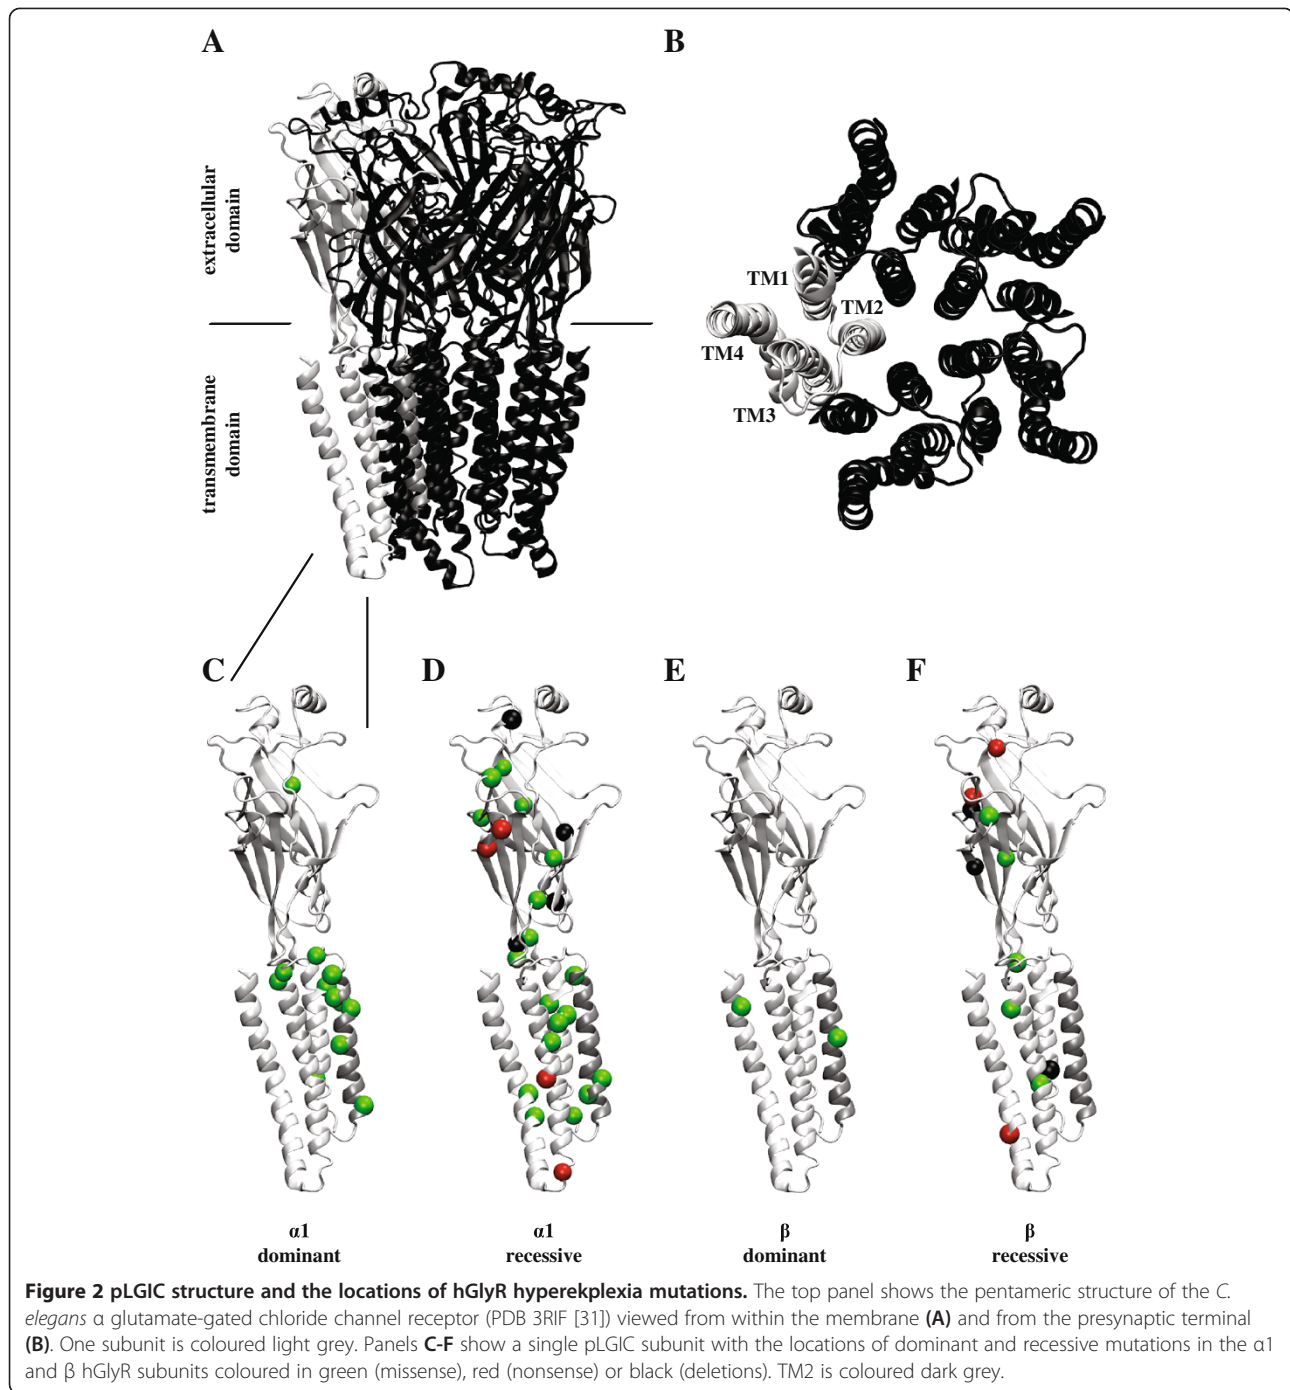 A
B
extracellular
domain
transmembrane
domain
TM1
TM2
TM4
TM3
C
D
E
F
α1
dominant
α1
recessive
β
dominant
β
recessive
Figure 2 pLGIC structure and the locations of hGlyR hyperekplexia mutations. The top panel shows the pentameric structure of the C.
elegans α glutamate-gated chloride channel receptor (PDB 3RIF [31]) viewed from within the membrane (A) and from the presynaptic terminal
(B). One subunit is coloured light grey. Panels C-F show a single pLGIC subunit with the locations of dominant and recessive mutations in the α1
and β hGlyR subunits coloured in green (missense), red (nonsense) or black (deletions). TM2 is coloured dark grey.